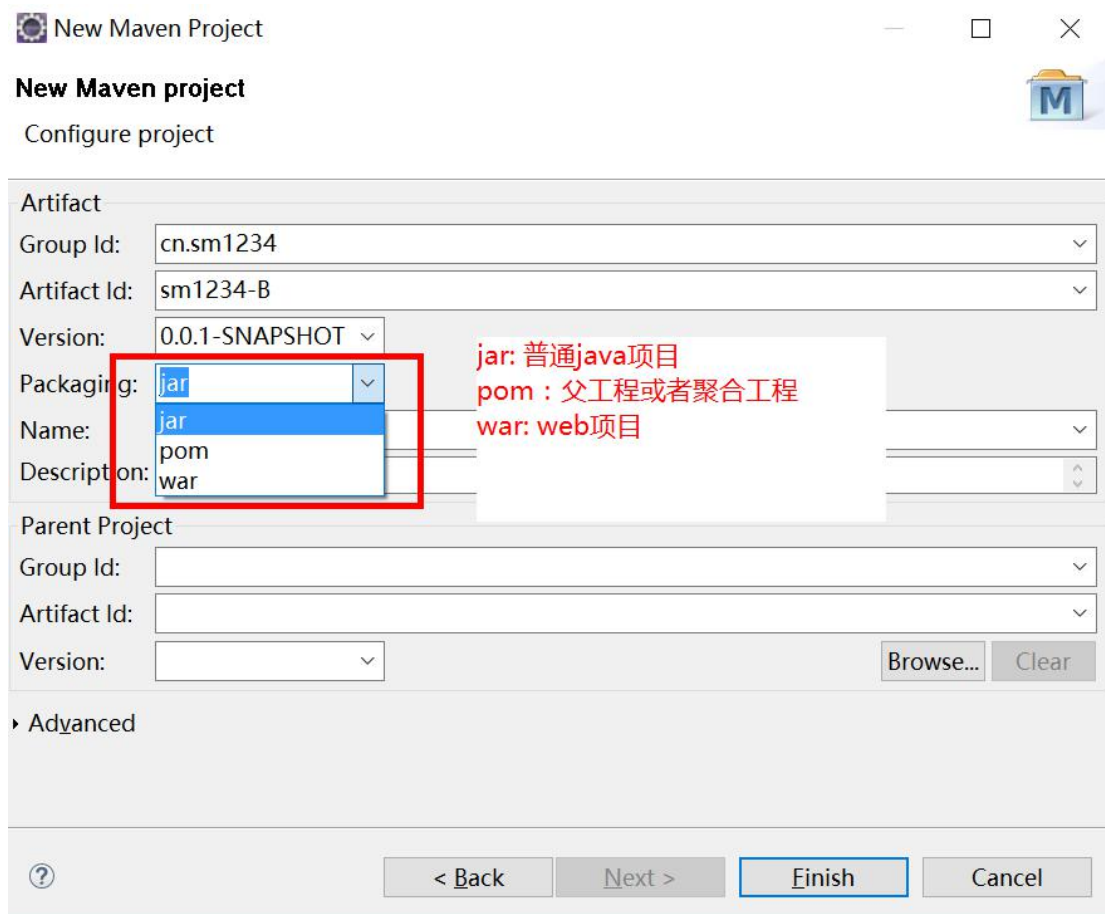 New Maven Project
New Maven project
Configure project
Artifact
Group Id: cn.sm1234
Artifact Id: sm1234-B
Version: 0.0.1-SNAPSHOT
Packaging: jar
jar
pom
war
Name:
Description:
jar: 普通java项目
pom：父工程或者聚合工程
war: web项目
Parent Project
Group Id:
Artifact Id:
Version:
Browse... Clear
Advanced
< Back Next > Finish Cancel